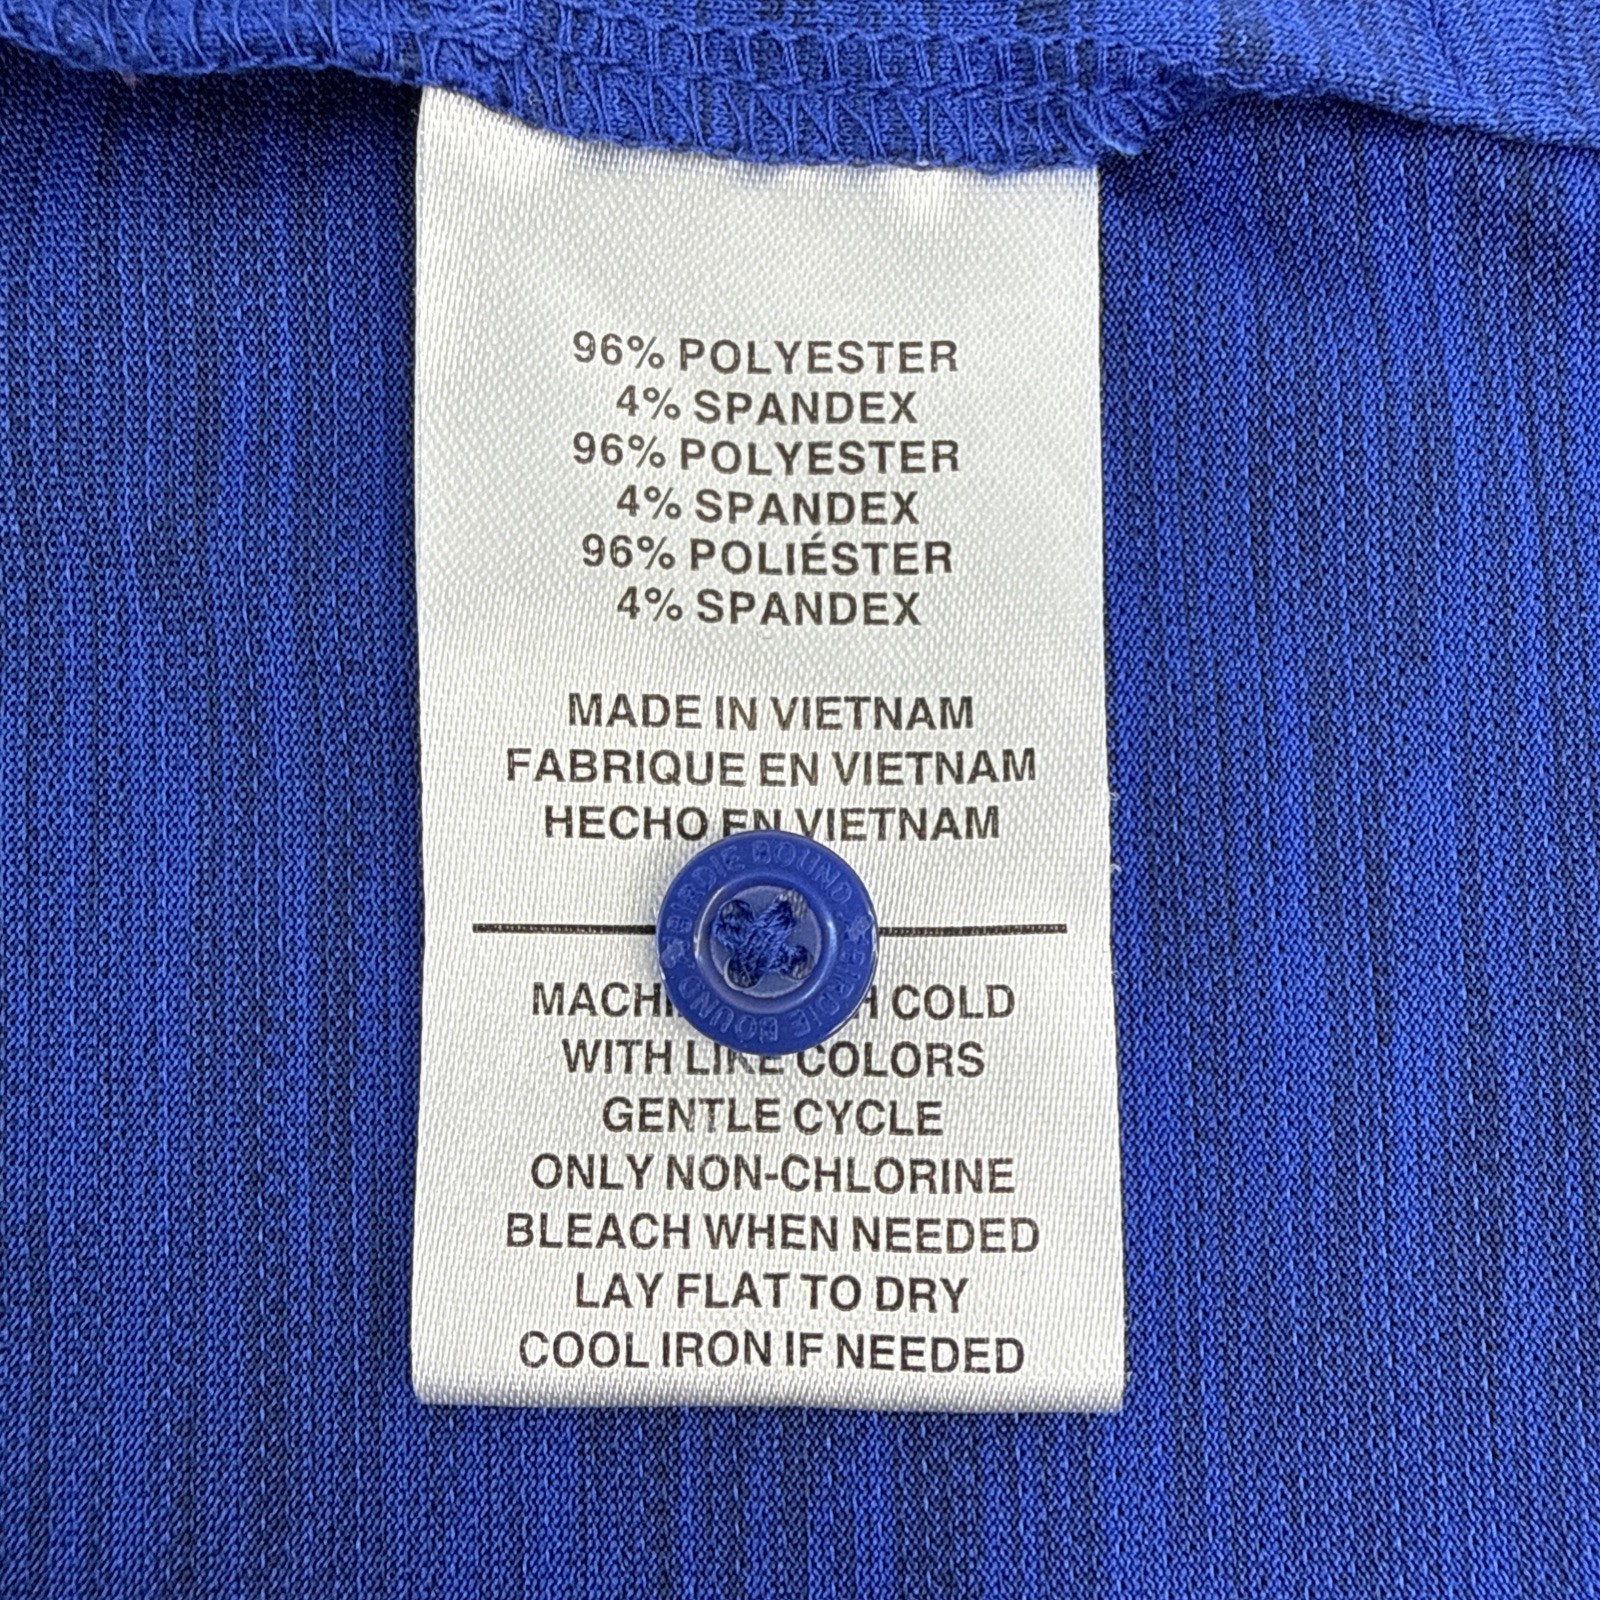 96% POLYESTER
4% SPANDEX
96% POLYESTER
4% SPANDEX
96% POLIÉSTER
4% SPANDEX
MADE IN VIETNAM
FABRIQUE EN VIETNAM
HECHO EN VIETNAM
BIRDIE BOUND
BIRDIE BOUND
COLD
WITH LIKE COLORS
GENTLE CYCLE
ONLY NON-CHLORINE
BLEACH WHEN NEEDED
LAY FLAT TO DRY
COOL IRON IF NEEDED